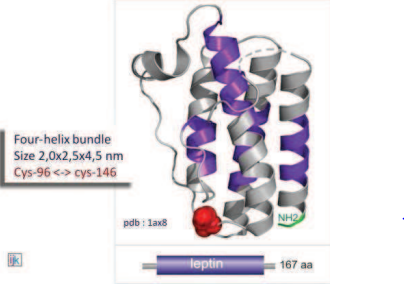 Four-helix bundle
Size 2,0x2,5x4,5 nm
Cys-96 <-> cys-146
pdb : 1ax8
NH2
leptin
167 aa